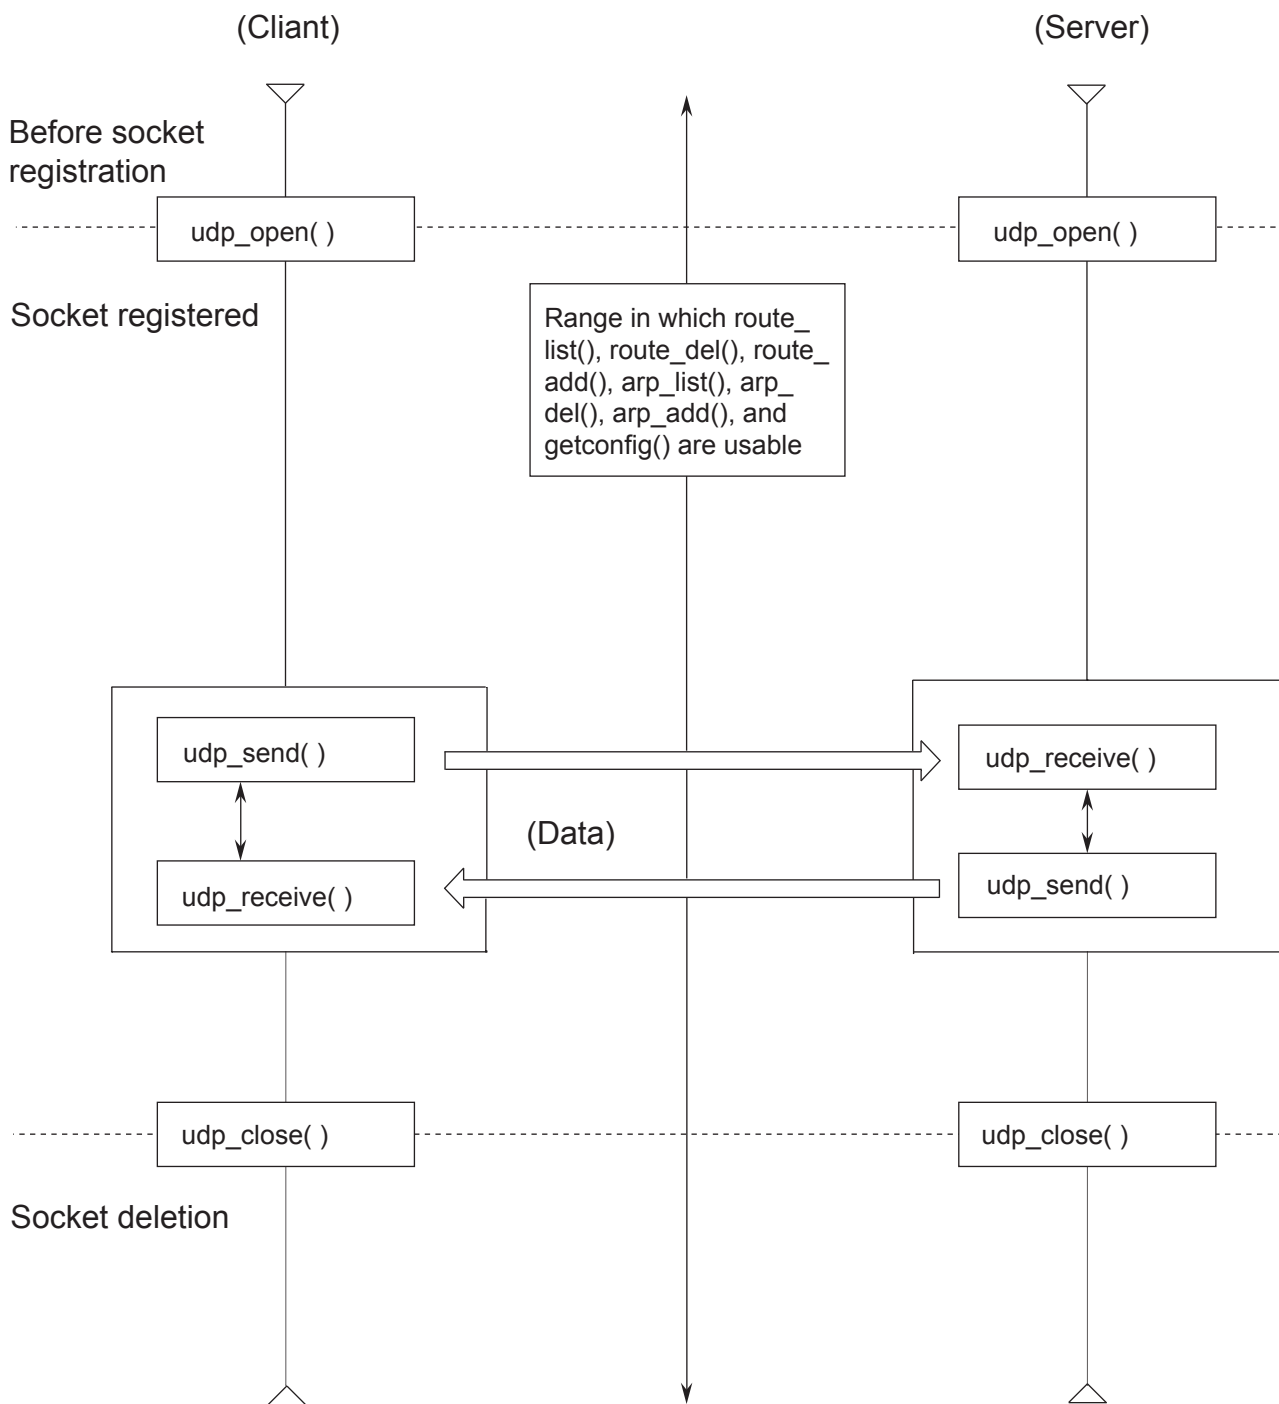 (Cliant)
(Server)
Before socket
registration
udp_open( )
udp_open( )
Socket registered
Range in which route_
list(), route_del(), route_
add(), arp_list(), arp_
del(), arp_add(), and
getconfig() are usable
udp_send( )
udp_receive( )
(Data)
udp_receive( )
udp_send( )
udp_close( )
udp_close( )
Socket deletion